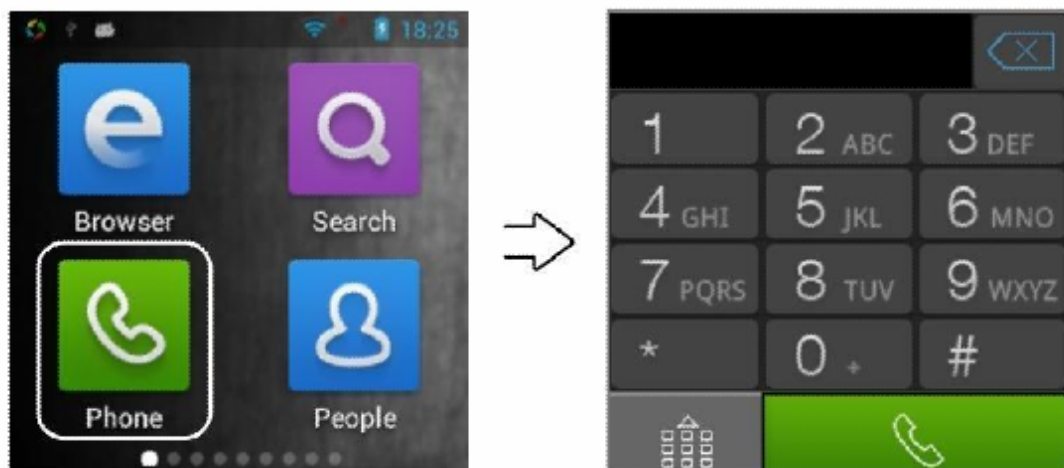 18:25
Browser
Search
Phone
People
1
2 ABC
3 DEF
4 GHI
5 JKL
6 MNO
7 PQRS
8 TUV
9 WXYZ
*
0 +
#